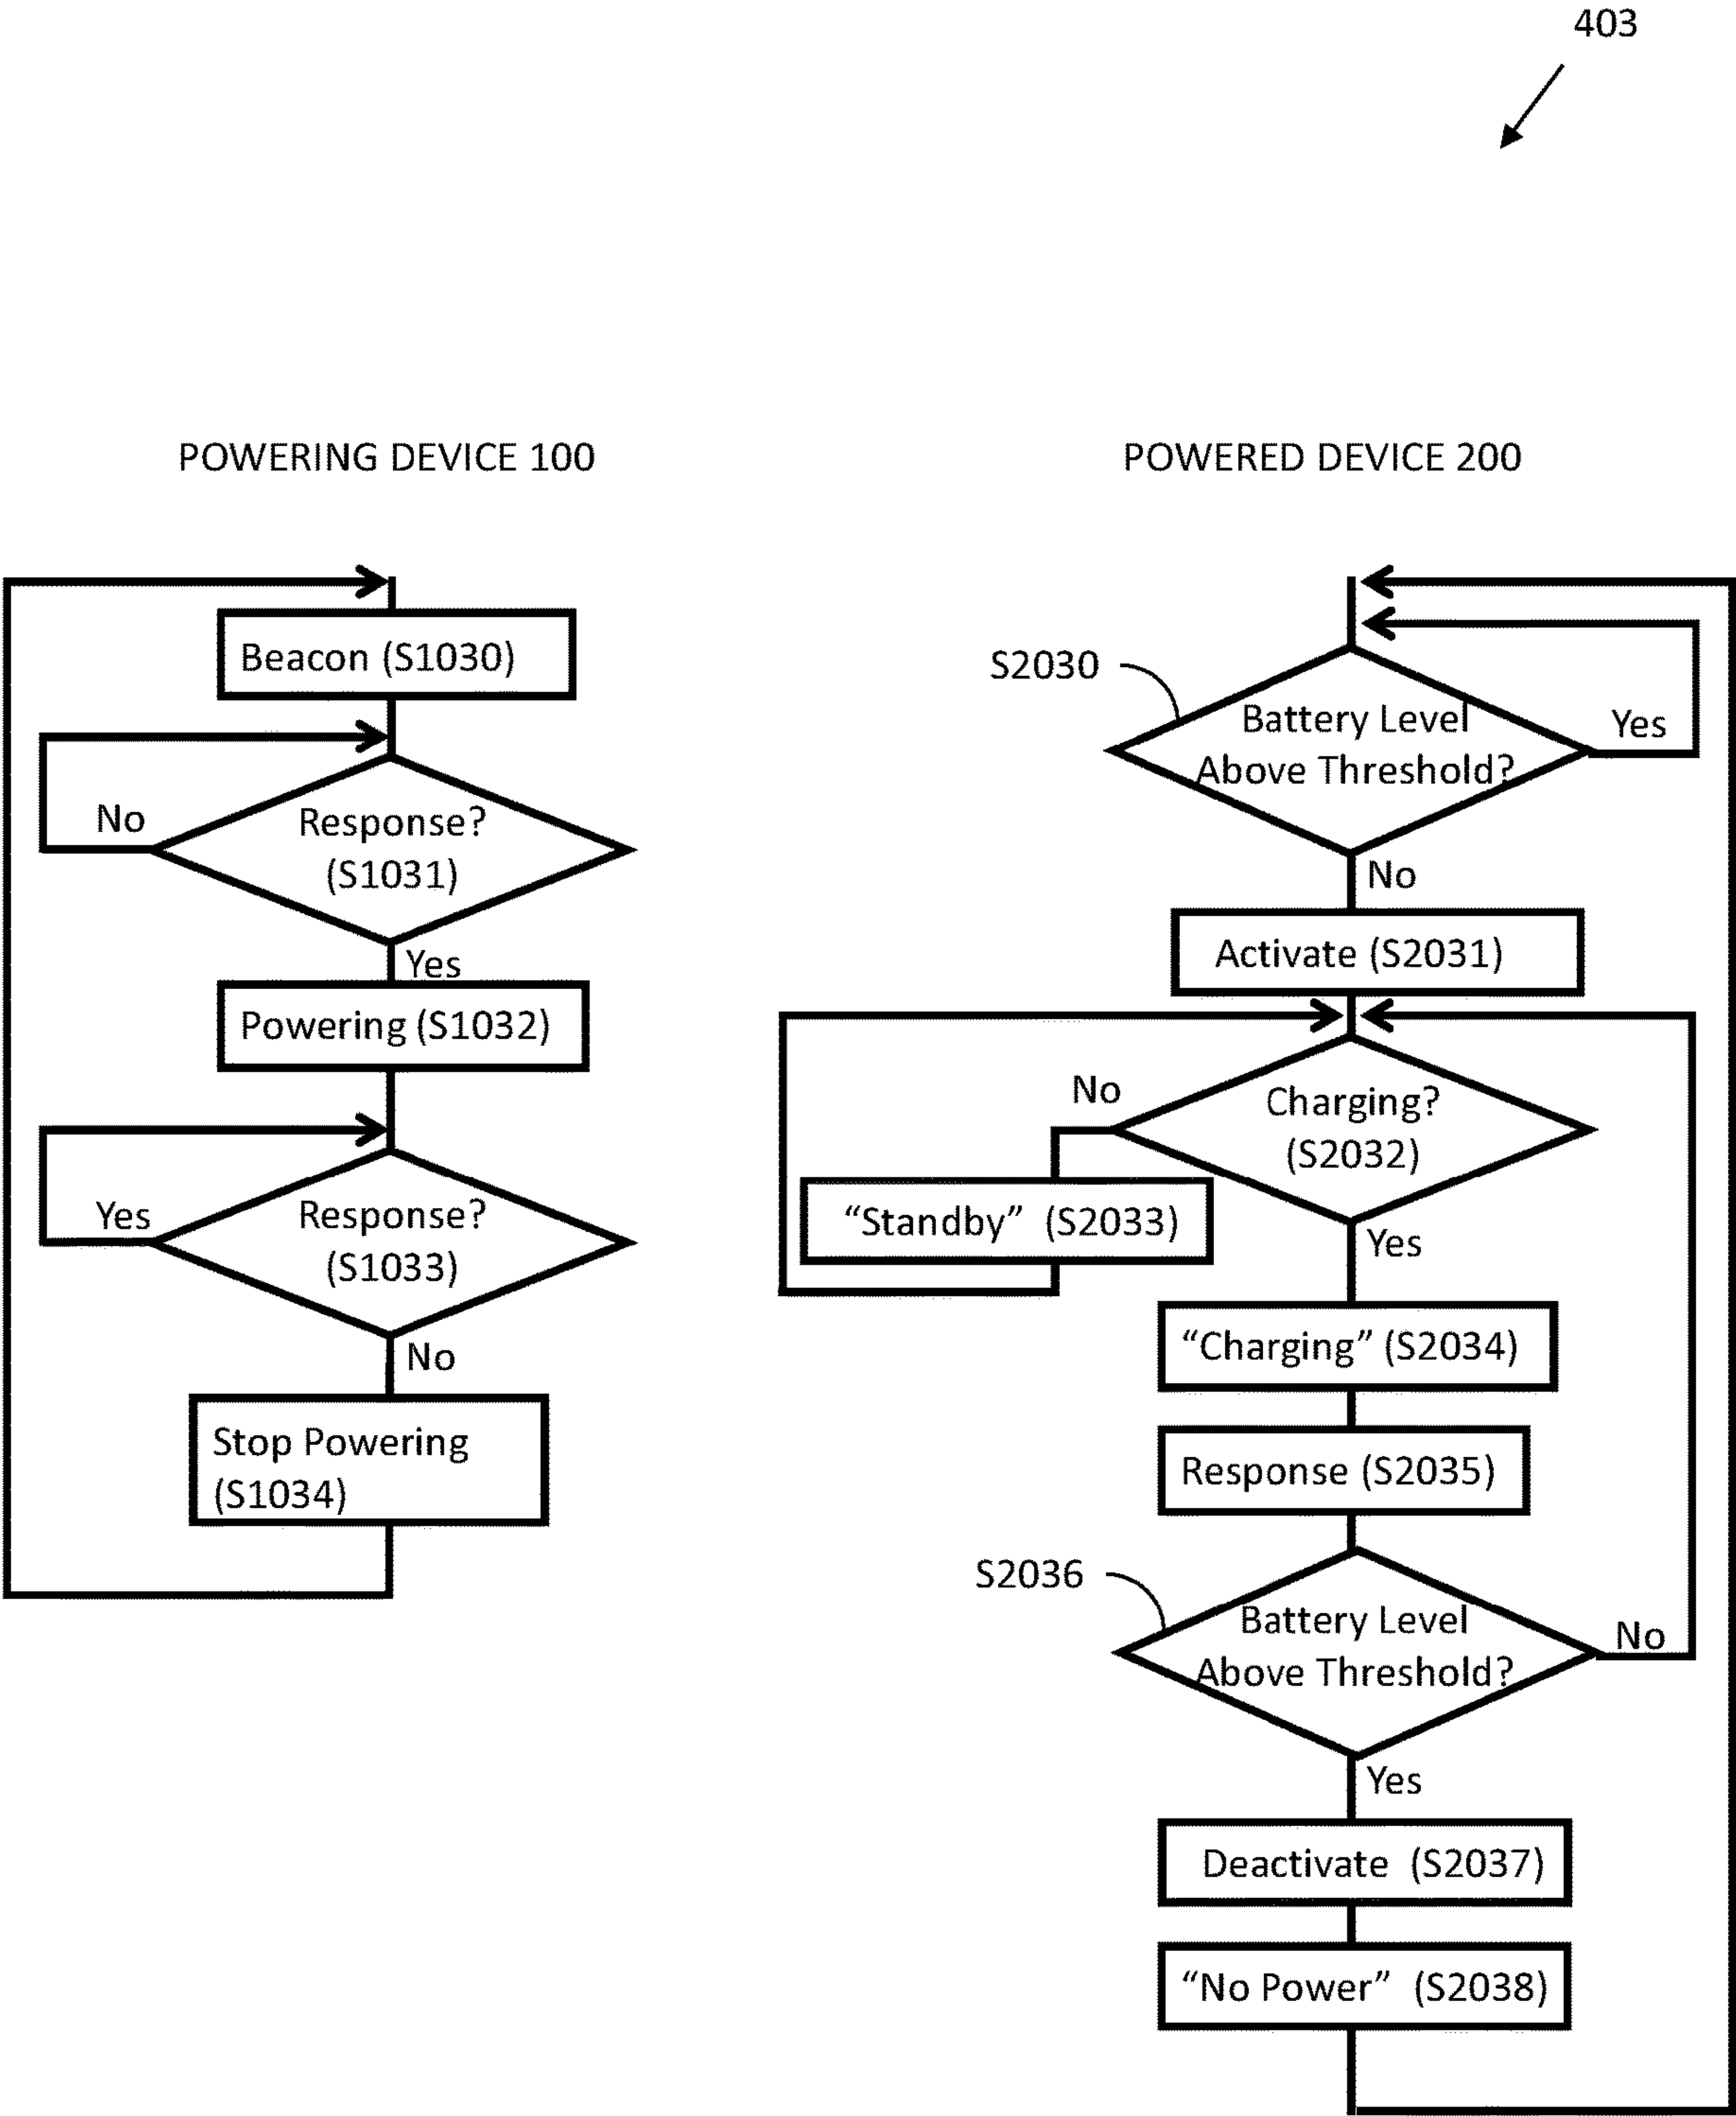 403
POWERING DEVICE 100
Beacon (S1030)
Response?
(S1031)
No
Yes
Powering (S1032)
Response?
(S1033)
Yes
No
Stop Powering
(S1034)
POWERED DEVICE 200
S2030
Battery Level
Above Threshold?
Yes
No
Activate (S2031)
Charging?
(S2032)
No
“Standby” (S2033)
Yes
“Charging” (S2034)
Response (S2035)
S2036
Battery Level
Above Threshold?
No
Yes
Deactivate (S2037)
“No Power” (S2038)